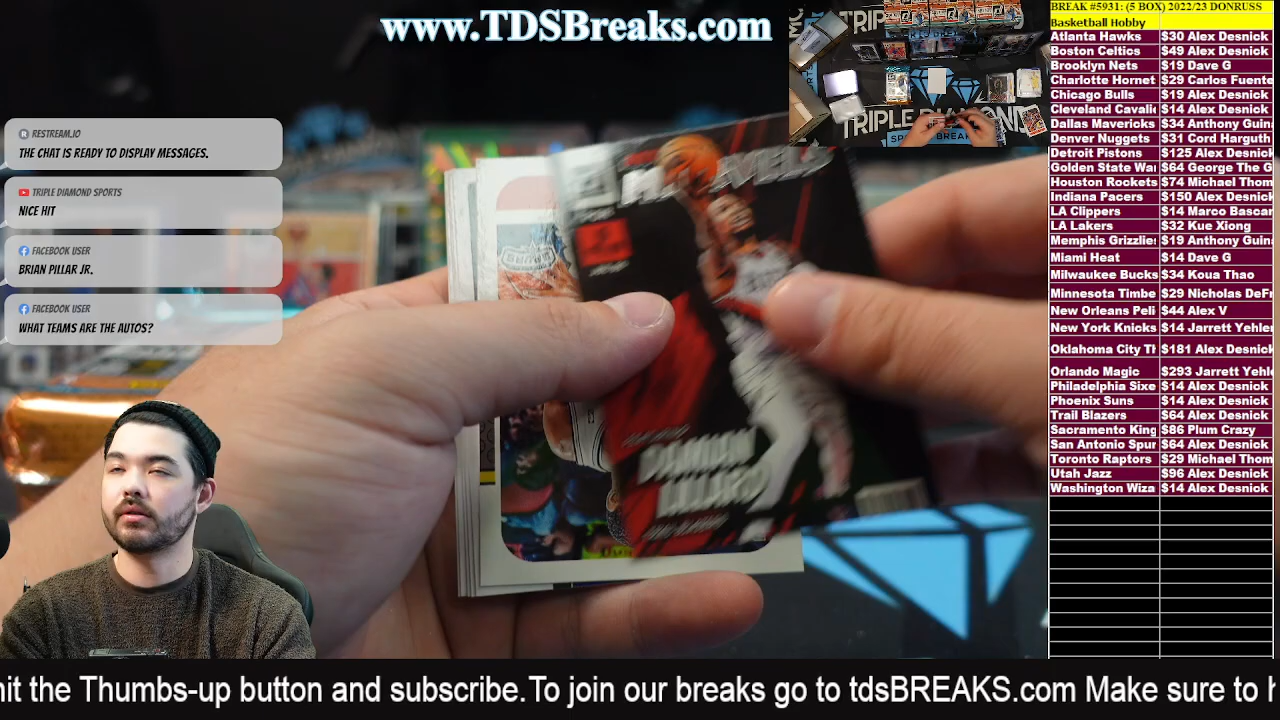 www.TDSBreaks.com
RESTREAM.IO
THE CHAT IS READY TO DISPLAY MESSAGES.
TRIPLE DIAMOND SPORTS
NICE HIT
FACEBOOK USER
BRIAN PILLAR JR.
FACEBOOK USER
WHAT TEAMS ARE THE AUTOS?
DAMIAN
LILLARD
TRIPLE DIAMOND
BREAK #5931: (5 BOX) 2022/23 DONRUSS
Basketball Hobby
Atlanta Hawks $30 Alex Desnick
Boston Celtics $49 Alex Desnick
Brooklyn Nets $19 Dave G
Charlotte Hornet $29 Carlos Fuente
Chicago Bulls $19 Alex Desnick
Cleveland Cavali $14 Alex Desnick
Dallas Mavericks $34 Anthony Guin
Denver Nuggets $31 Cord Harguth
Detroit Pistons $125 Alex Desnick
Golden State Wa $64 George The G
Houston Rockets $74 Michael Thom
Indiana Pacers $150 Alex Desnick
LA Clippers $14 Marco Bascar
LA Lakers $32 Kue Xiong
Memphis Grizzlie $19 Anthony Guin
Miami Heat $14 Dave G
Milwaukee Bucks $34 Koua Thao
Minnesota Timbe $29 Nicholas DeFr
New Orleans Peli $44 Alex V
New York Knicks $14 Jarrett Yehler
Oklahoma City Th $181 Alex Desnick
Orlando Magic $293 Jarrett Yehle
Philadelphia Sixe $14 Alex Desnick
Phoenix Suns $14 Alex Desnick
Trail Blazers $64 Alex Desnick
Sacramento King $86 Plum Crazy
San Antonio Spur $64 Alex Desnick
Toronto Raptors $29 Michael Thom
Utah Jazz $96 Alex Desnick
Washington Wiza $14 Alex Desnick
hit the Thumbs-up button and subscribe.To join our breaks go to tdsBREAKS.com Make sure to h